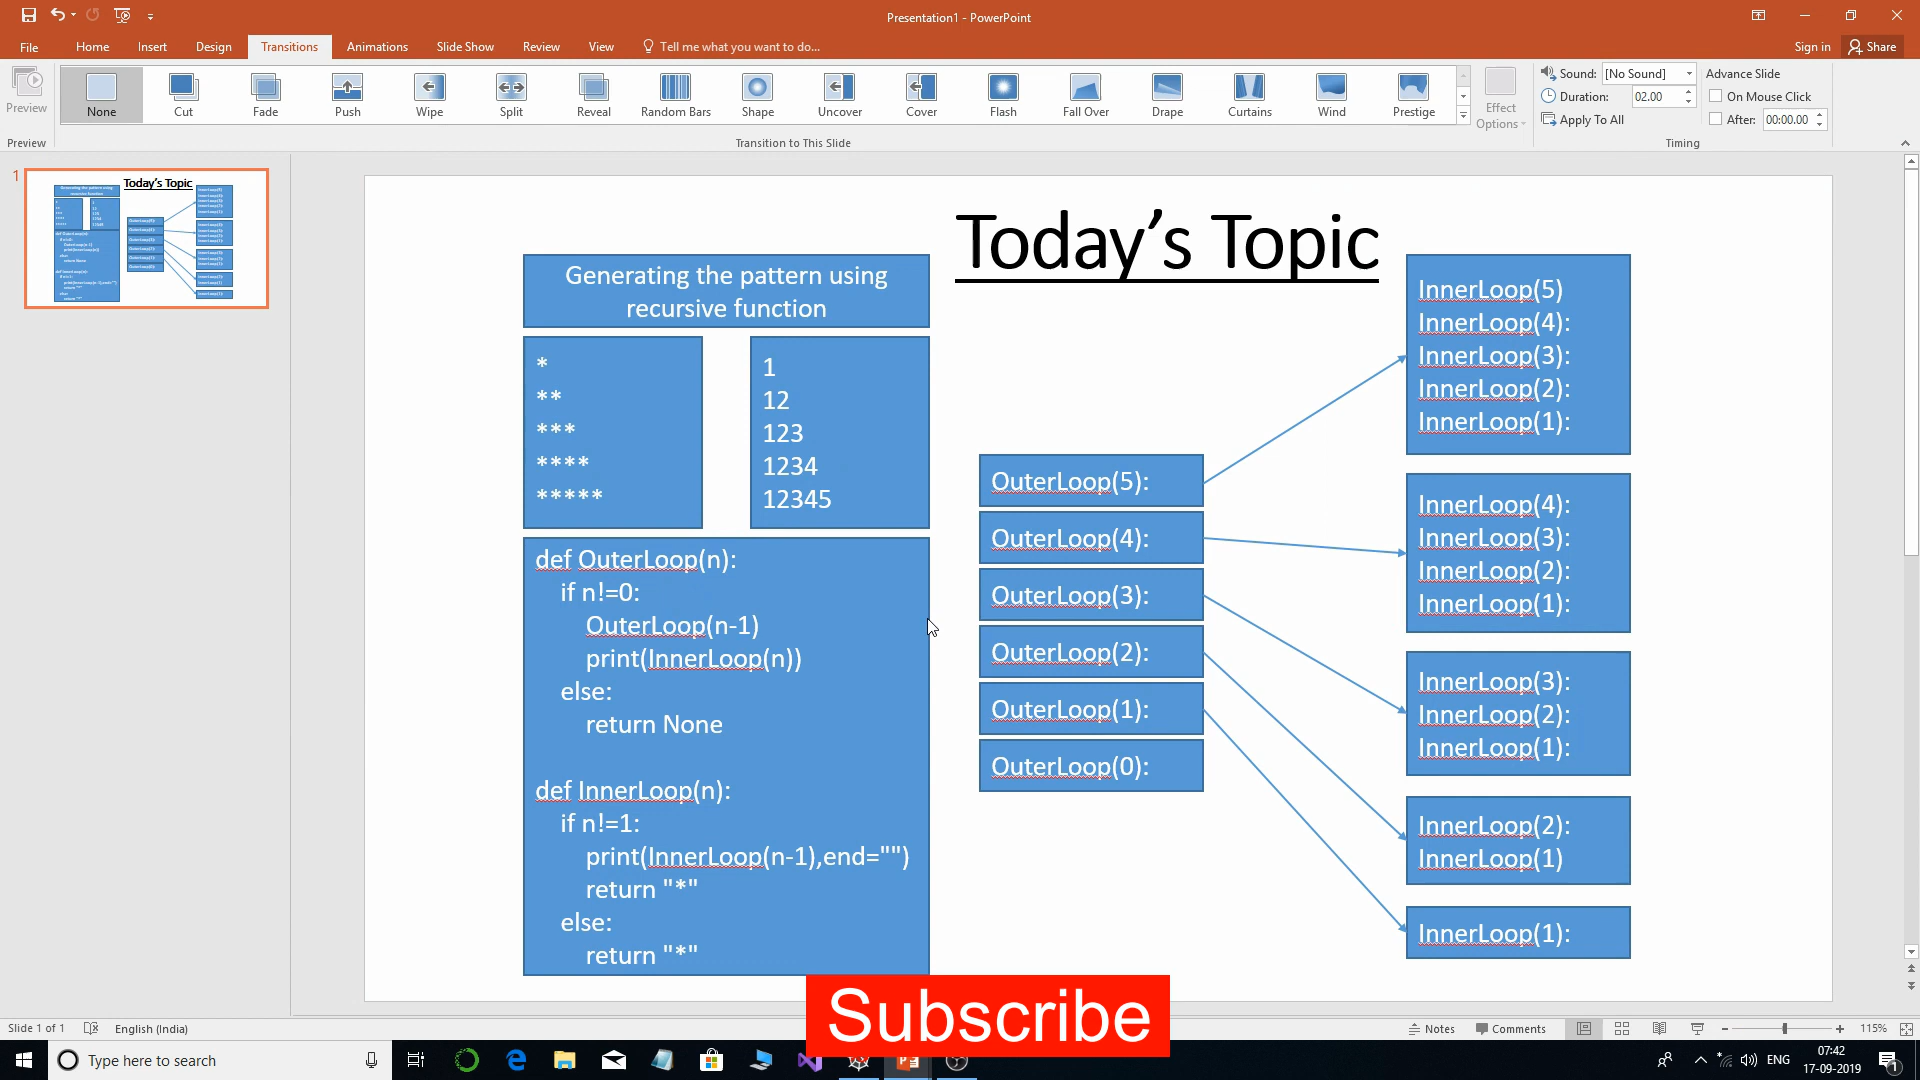 Presentation1 - PowerPoint
File Home Insert Design Transitions Animations Slide Show Review View Tell me what you want to do... Sign in Share
Preview
None Cut Fade Push Wipe Split Reveal Random Bars Shape Uncover Cover Flash Fall Over Drape Curtains Wind Prestige
Effect
Options
Sound: [No Sound] Advance Slide
Duration: 02.00 On Mouse Click
Apply To All After: 00:00.00
Preview Transition to This Slide Timing
1
Today's Topic
Today’s Topic
Generating the pattern using
recursive function
*
**
***
****
*****
1
12
123
1234
12345
def OuterLoop(n):
if n!=0:
OuterLoop(n-1)
print(InnerLoop(n))
else:
return None
def InnerLoop(n):
if n!=1:
print(InnerLoop(n-1),end="")
return "*"
else:
return "*"
OuterLoop(5):
OuterLoop(4):
OuterLoop(3):
OuterLoop(2):
OuterLoop(1):
OuterLoop(0):
InnerLoop(5)
InnerLoop(4):
InnerLoop(3):
InnerLoop(2):
InnerLoop(1):
InnerLoop(4):
InnerLoop(3):
InnerLoop(2):
InnerLoop(1):
InnerLoop(3):
InnerLoop(2):
InnerLoop(1):
InnerLoop(2):
InnerLoop(1)
InnerLoop(1):
Subscribe
Slide 1 of 1 English (India) Notes Comments 115%
Type here to search
ENG
07:42
17-09-2019
1